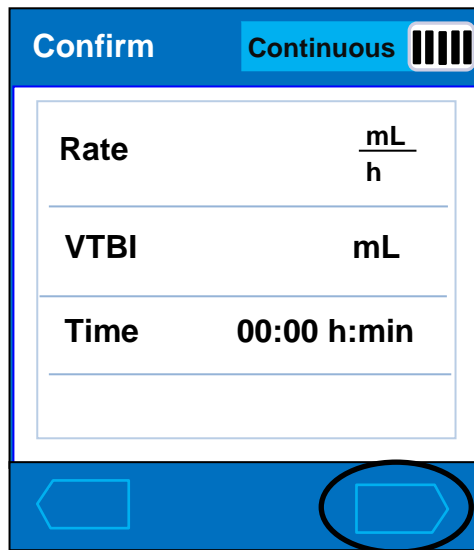 Confirm Continuous
Rate mL
h
VTBI mL
Time 00:00 h:min